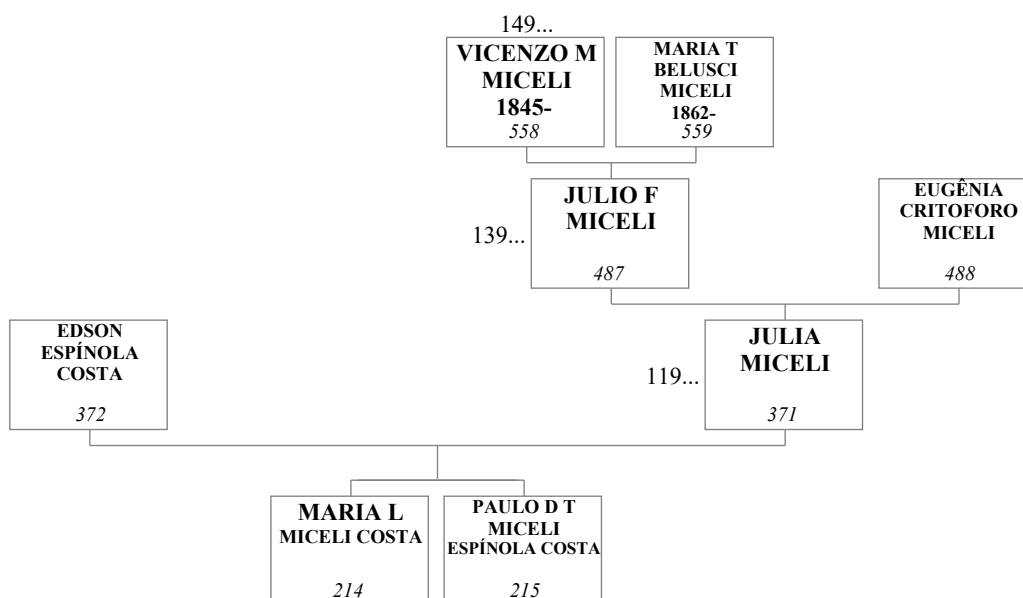 149...
VICENZO M
MICELI
1845-
558
MARIA T
BELUSCI
MICELI
1862-
559
139...
JULIO F
MICELI
487
EUGÊNIA
CRITOFORO
MICELI
488
EDSON
ESPÍNOLA
COSTA
372
119...
JULIA
MICELI
371
MARIA L
MICELI COSTA
214
PAULO D T
MICELI
ESPÍNOLA COSTA
215